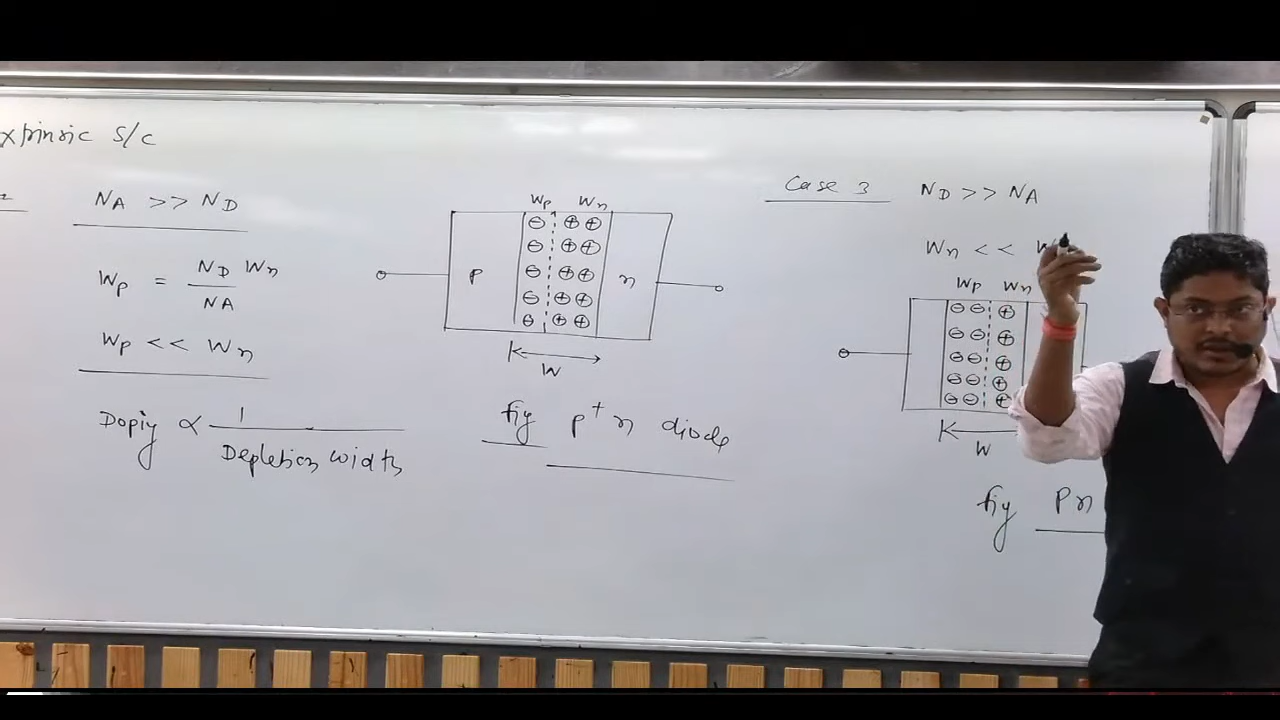 xtrinsic S/C
NA >> ND
Wp = ND Wn / NA
Wp << Wn
Dopig ∝ 1 / Depletion width
Wp Wn
⊖ ⊕ ⊕
⊖ ⊕ ⊕
p ⊖ ⊕ ⊕ n
⊖ ⊕ ⊕
⊖ ⊕ ⊕
W
fig p+ n diode
Case 3 ND >> NA
Wn << W
Wp Wn
⊖ ⊖ ⊕
⊖ ⊖ ⊕
⊖ ⊖ ⊕
⊖ ⊖ ⊕
⊖ ⊖ ⊕
W
fig Pn